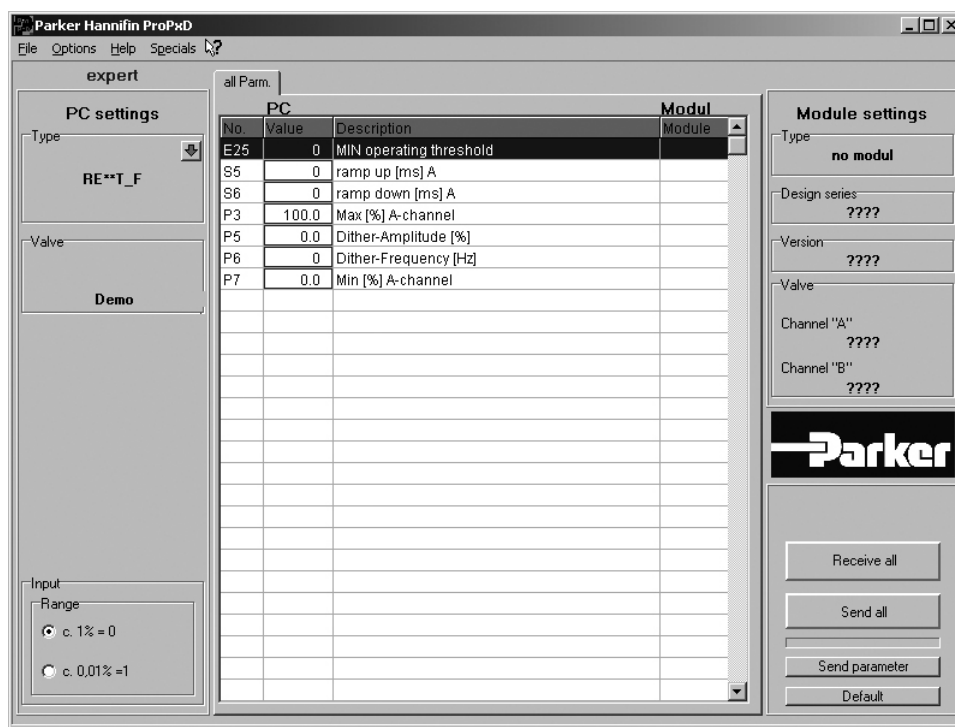 Parker Hannifin ProPxD
File Options Help Specials ?
expert
PC settings
Type
RE**T_F
Valve
Demo
Input
Range
c. 1% = 0
c. 0,01% =1
all Parm.
PC Modul
No. Value Description Module
E25 0 MIN operating threshold
S5 0 ramp up [ms] A
S6 0 ramp down [ms] A
P3 100.0 Max [%] A-channel
P5 0.0 Dither-Amplitude [%]
P6 0 Dither-Frequency [Hz]
P7 0.0 Min [%] A-channel
Module settings
Type
no modul
Design series
????
Version
????
Valve
Channel "A"
????
Channel "B"
????
Parker
Receive all
Send all
Send parameter
Default